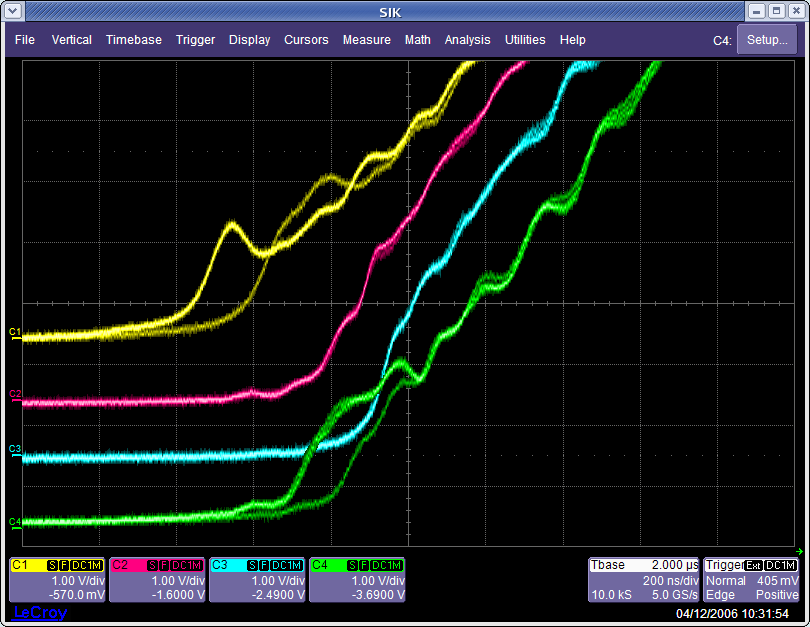 SIK
File Vertical Timebase Trigger Display Cursors Measure Math Analysis Utilities Help C4: Setup...
C1
C2
C3
C4
C1 S F DC1M
1.00 V/div
-570.0 mV
C2 S F DC1M
1.00 V/div
-1.6000 V
C3 S F DC1M
1.00 V/div
-2.4900 V
C4 S F DC1M
1.00 V/div
-3.6900 V
Tbase 2.000 µs
200 ns/div
10.0 kS 5.0 GS/s
Trigger Ext DC1M
Normal 405 mV
Edge Positive
LeCroy
04/12/2006 10:31:54